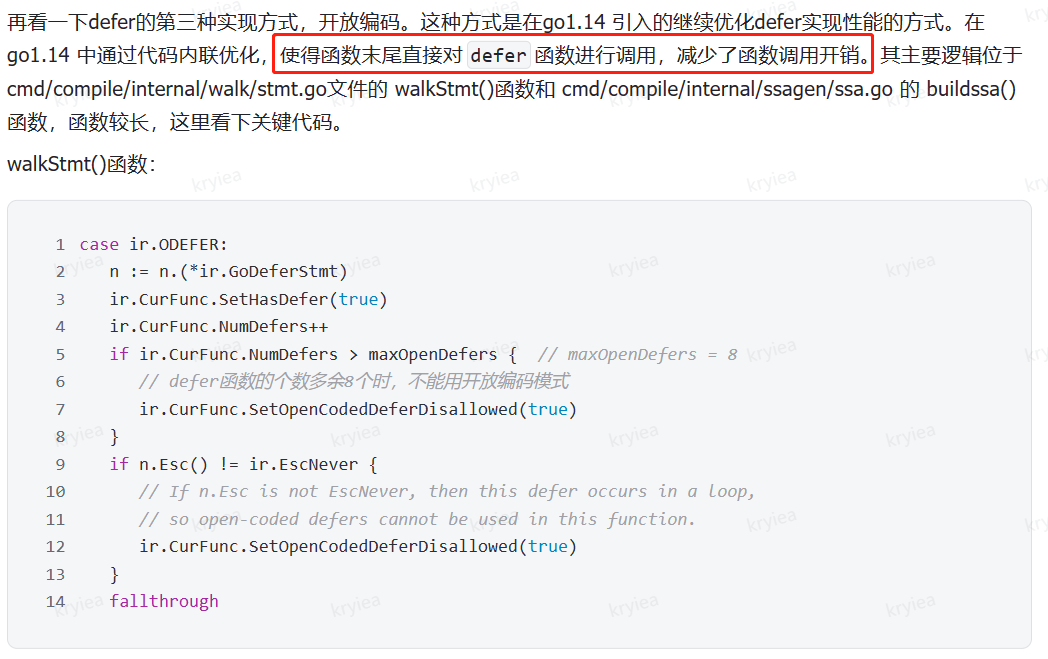 再看一下defer的第三种实现方式，开放编码。这种方式是在go1.14 引入的继续优化defer实现性能的方式。在
go1.14 中通过代码内联优化，使得函数末尾直接对 defer 函数进行调用，减少了函数调用开销。其主要逻辑位于
cmd/compile/internal/walk/stmt.go文件的 walkStmt()函数和 cmd/compile/internal/ssagen/ssa.go 的 buildssa()
函数，函数较长，这里看下关键代码。
walkStmt()函数：
1 case ir.ODEFER:
2 n := n.(*ir.GoDeferStmt)
3 ir.CurFunc.SetHasDefer(true)
4 ir.CurFunc.NumDefers++
5 if ir.CurFunc.NumDefers > maxOpenDefers { // maxOpenDefers = 8
6 // defer函数的个数多余8个时，不能用开放编码模式
7 ir.CurFunc.SetOpenCodedDeferDisallowed(true)
8 }
9 if n.Esc() != ir.EscNever {
10 // If n.Esc is not EscNever, then this defer occurs in a loop,
11 // so open-coded defers cannot be used in this function.
12 ir.CurFunc.SetOpenCodedDeferDisallowed(true)
13 }
14 fallthrough
kryiea